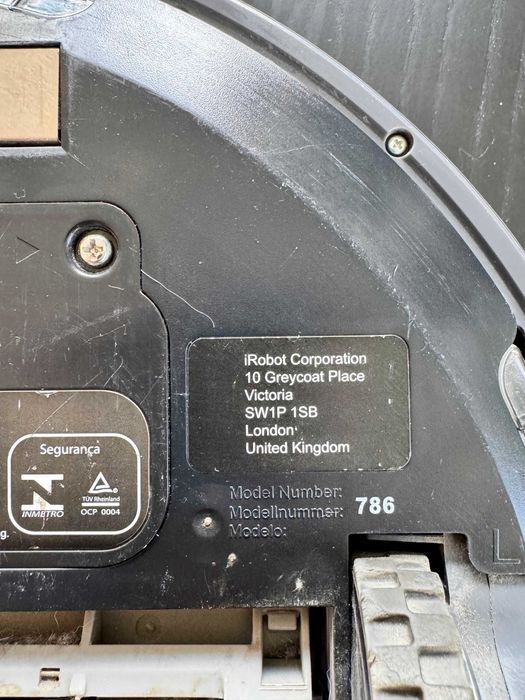 iRobot Corporation
10 Greycoat Place
Victoria
SW1P 1SB
London
United Kingdom
Segurança
INMETRO
TÜV Rheinland
OCP 0004
g.
Model Number:
Modellnummer: 786
Modelo:
L